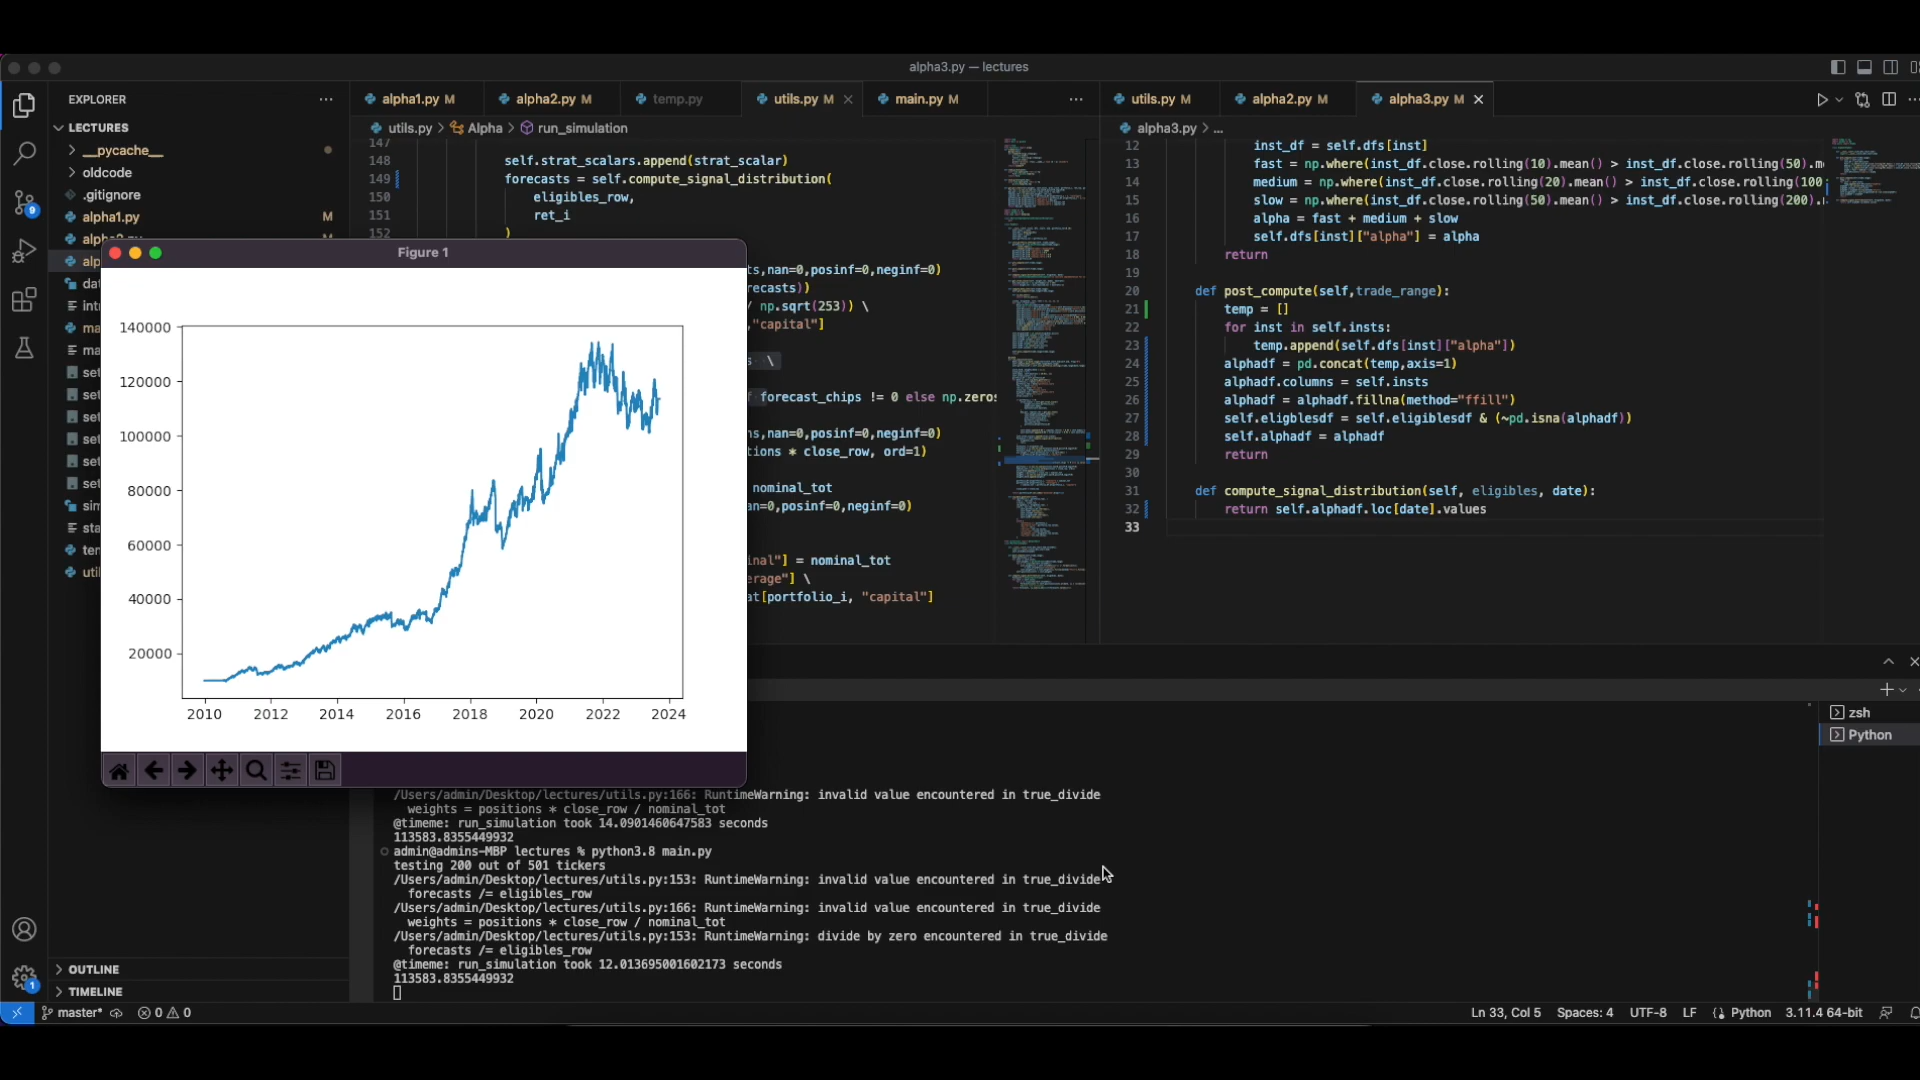 alpha3.py — lectures
EXPLORER
LECTURES
__pycache__
oldcode
.gitignore
alpha1.py M
alpha1.py M
alpha2.py M
temp.py
utils.py M
main.py M
utils.py > Alpha > run_simulation
147
148 self.strat_scalars.append(strat_scalar)
149 forecasts = self.compute_signal_distribution(
150 eligibles_row,
151 ret_i
152 )
ts,nan=0,posinf=0,neginf=0)
recasts))
/ np.sqrt(253)) \
,"capital"]
s \
f forecast_chips != 0 else np.zeros
ns,nan=0,posinf=0,neginf=0)
tions * close_row, ord=1)
nominal_tot
an=0,posinf=0,neginf=0)
inal"] = nominal_tot
erage"] \
at[portfolio_i, "capital"]
utils.py M
alpha2.py M
alpha3.py M
alpha3.py > ...
12 inst_df = self.dfs[inst]
13 fast = np.where(inst_df.close.rolling(10).mean() > inst_df.close.rolling(50).m
14 medium = np.where(inst_df.close.rolling(20).mean() > inst_df.close.rolling(100
15 slow = np.where(inst_df.close.rolling(50).mean() > inst_df.close.rolling(200).
16 alpha = fast + medium + slow
17 self.dfs[inst]["alpha"] = alpha
18 return
19
20 def post_compute(self,trade_range):
21 temp = []
22 for inst in self.insts:
23 temp.append(self.dfs[inst]["alpha"])
24 alphadf = pd.concat(temp,axis=1)
25 alphadf.columns = self.insts
26 alphadf = alphadf.fillna(method="ffill")
27 self.eligblesdf = self.eligiblesdf & (~pd.isna(alphadf))
28 self.alphadf = alphadf
29 return
30
31 def compute_signal_distribution(self, eligibles, date):
32 return self.alphadf.loc[date].values
33
Figure 1
140000
120000
100000
80000
60000
40000
20000
2010 2012 2014 2016 2018 2020 2022 2024
zsh
Python
/Users/admin/Desktop/lectures/utils.py:166: RuntimeWarning: invalid value encountered in true_divide
weights = positions * close_row / nominal_tot
@timeme: run_simulation took 14.0901460647583 seconds
113583.8355449932
admin@admins-MBP lectures % python3.8 main.py
testing 200 out of 501 tickers
/Users/admin/Desktop/lectures/utils.py:153: RuntimeWarning: invalid value encountered in true_divide
forecasts /= eligibles_row
/Users/admin/Desktop/lectures/utils.py:166: RuntimeWarning: invalid value encountered in true_divide
weights = positions * close_row / nominal_tot
/Users/admin/Desktop/lectures/utils.py:153: RuntimeWarning: divide by zero encountered in true_divide
forecasts /= eligibles_row
@timeme: run_simulation took 12.013695001602173 seconds
113583.8355449932
OUTLINE
TIMELINE
master* 0 0
Ln 33, Col 5 Spaces: 4 UTF-8 LF Python 3.11.4 64-bit